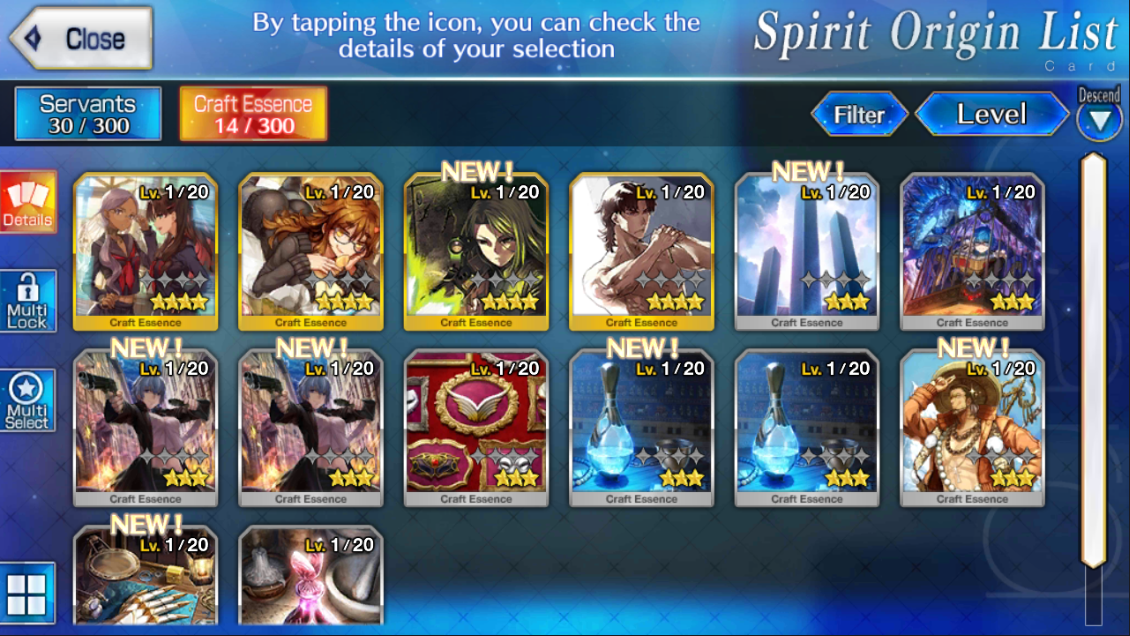 Close
By tapping the icon, you can check the
details of your selection
Spirit Origin List
Card
Servants
30 / 300
Craft Essence
14 / 300
Filter
Level
Descend
Details
Multi
Lock
Multi
Select
NEW! NEW!
Lv. 1/20 Lv. 1/20 Lv. 1/20 Lv. 1/20 Lv. 1/20 Lv. 1/20
Craft Essence Craft Essence Craft Essence Craft Essence Craft Essence Craft Essence
NEW! NEW! NEW! NEW!
Lv. 1/20 Lv. 1/20 Lv. 1/20 Lv. 1/20 Lv. 1/20 Lv. 1/20
Craft Essence Craft Essence Craft Essence Craft Essence Craft Essence Craft Essence
NEW!
Lv. 1/20 Lv. 1/20